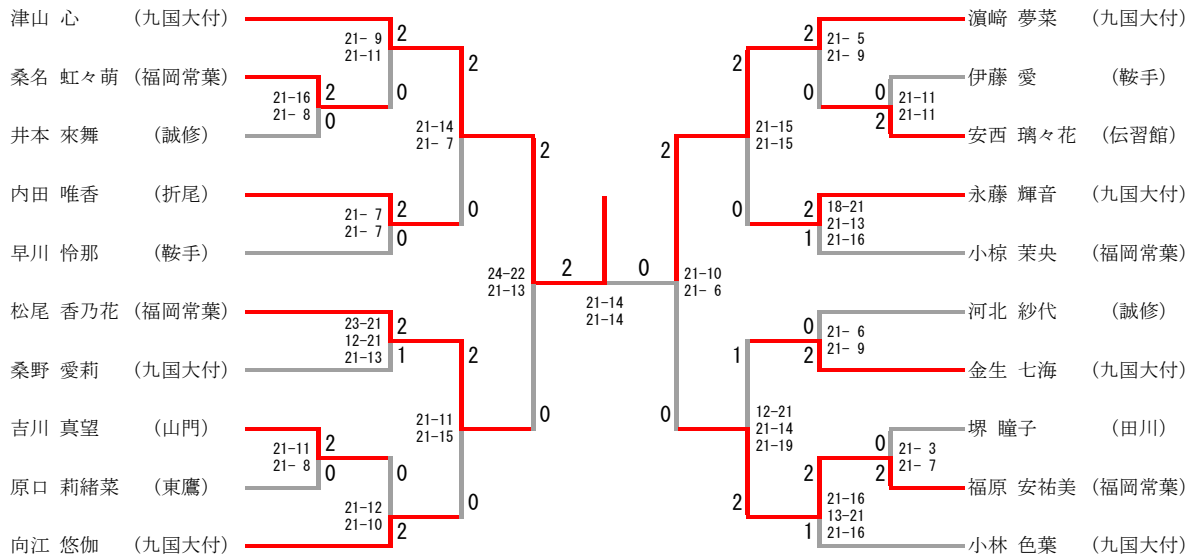 津山 心 (九国大付)
21- 9 2
21-11
桑名 虹々萌 (福岡常葉)
21-16 2 0
21- 8 0
井本 來舞 (誠修)
21-14 2
21- 7
内田 唯香 (折尾)
21- 7 2 0
21- 7 0
早川 怜那 (鞍手)
24-22 2
21-13
松尾 香乃花 (福岡常葉)
23-21 2
12-21
21-13 1
桑野 愛莉 (九国大付)
21-11 2 0
21-15
吉川 真望 (山門)
21-11 2 0
21- 8 0
原口 莉緒菜 (東鷹)
21-12 0
21-10 2
向江 悠伽 (九国大付)
2 0
21-14
21-14
濵﨑 夢菜 (九国大付)
2 21- 5
21- 9
伊藤 愛 (鞍手)
0 0 21-11
2 21-11
安西 璃々花 (伝習館)
2 21-15
21-15
永藤 輝音 (九国大付)
0 2 18-21
21-13
1 21-16
小椋 茉央 (福岡常葉)
2 21-10
21- 6
河北 紗代 (誠修)
0 21- 6
2 21- 9
金生 七海 (九国大付)
0 1 12-21
21-14
21-19
堺 瞳子 (田川)
0 21- 3
2 21- 7
福原 安祐美 (福岡常葉)
2 2 21-16
13-21
1 21-16
小林 色葉 (九国大付)